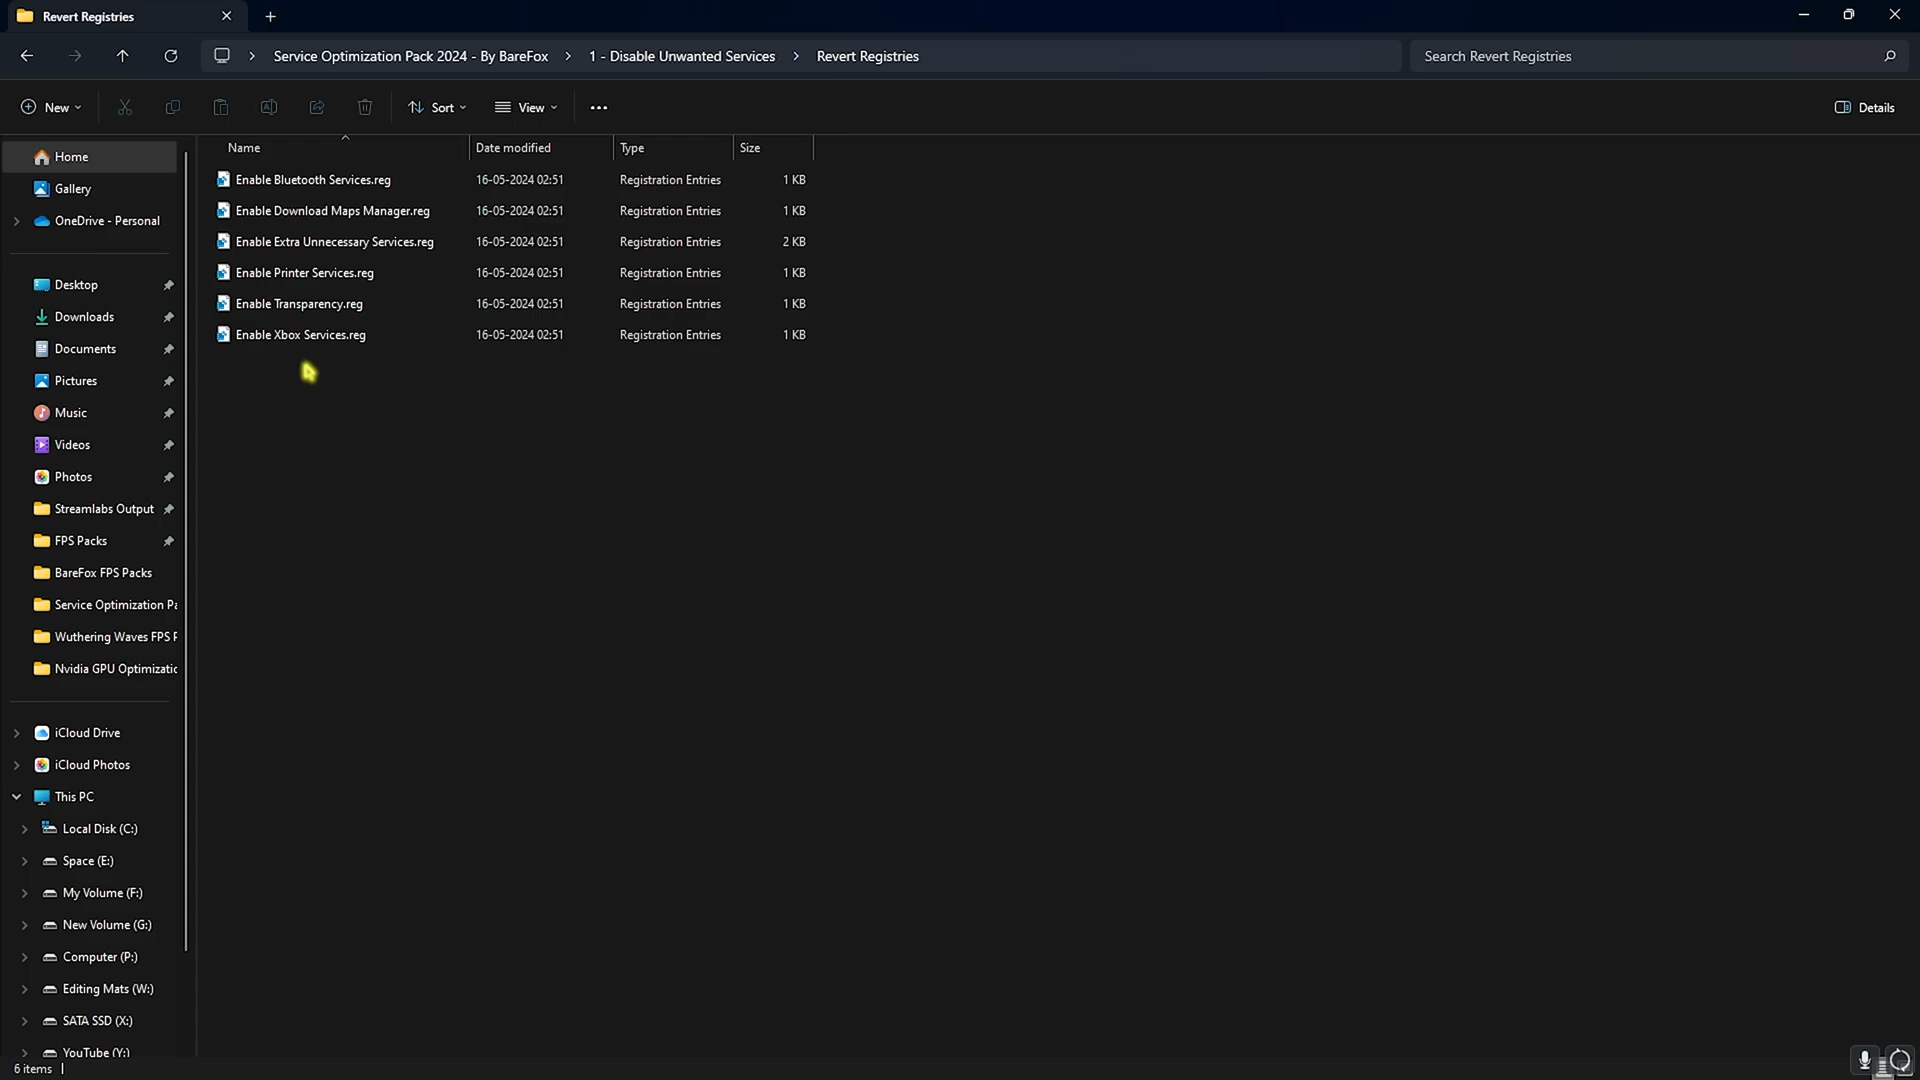 Revert Registries
Service Optimization Pack 2024 - By BareFox > 1 - Disable Unwanted Services > Revert Registries
Search Revert Registries
New
Sort
View
Details
Name Date modified Type Size
Enable Bluetooth Services.reg 16-05-2024 02:51 Registration Entries 1 KB
Enable Download Maps Manager.reg 16-05-2024 02:51 Registration Entries 1 KB
Enable Extra Unnecessary Services.reg 16-05-2024 02:51 Registration Entries 2 KB
Enable Printer Services.reg 16-05-2024 02:51 Registration Entries 1 KB
Enable Transparency.reg 16-05-2024 02:51 Registration Entries 1 KB
Enable Xbox Services.reg 16-05-2024 02:51 Registration Entries 1 KB
Home
Gallery
OneDrive - Personal
Desktop
Downloads
Documents
Pictures
Music
Videos
Photos
Streamlabs Output
FPS Packs
BareFox FPS Packs
Service Optimization Pa
Wuthering Waves FPS P
Nvidia GPU Optimizatio
iCloud Drive
iCloud Photos
This PC
Local Disk (C:)
Space (E:)
My Volume (F:)
New Volume (G:)
Computer (P:)
Editing Mats (W:)
SATA SSD (X:)
YouTube (Y:)
6 items